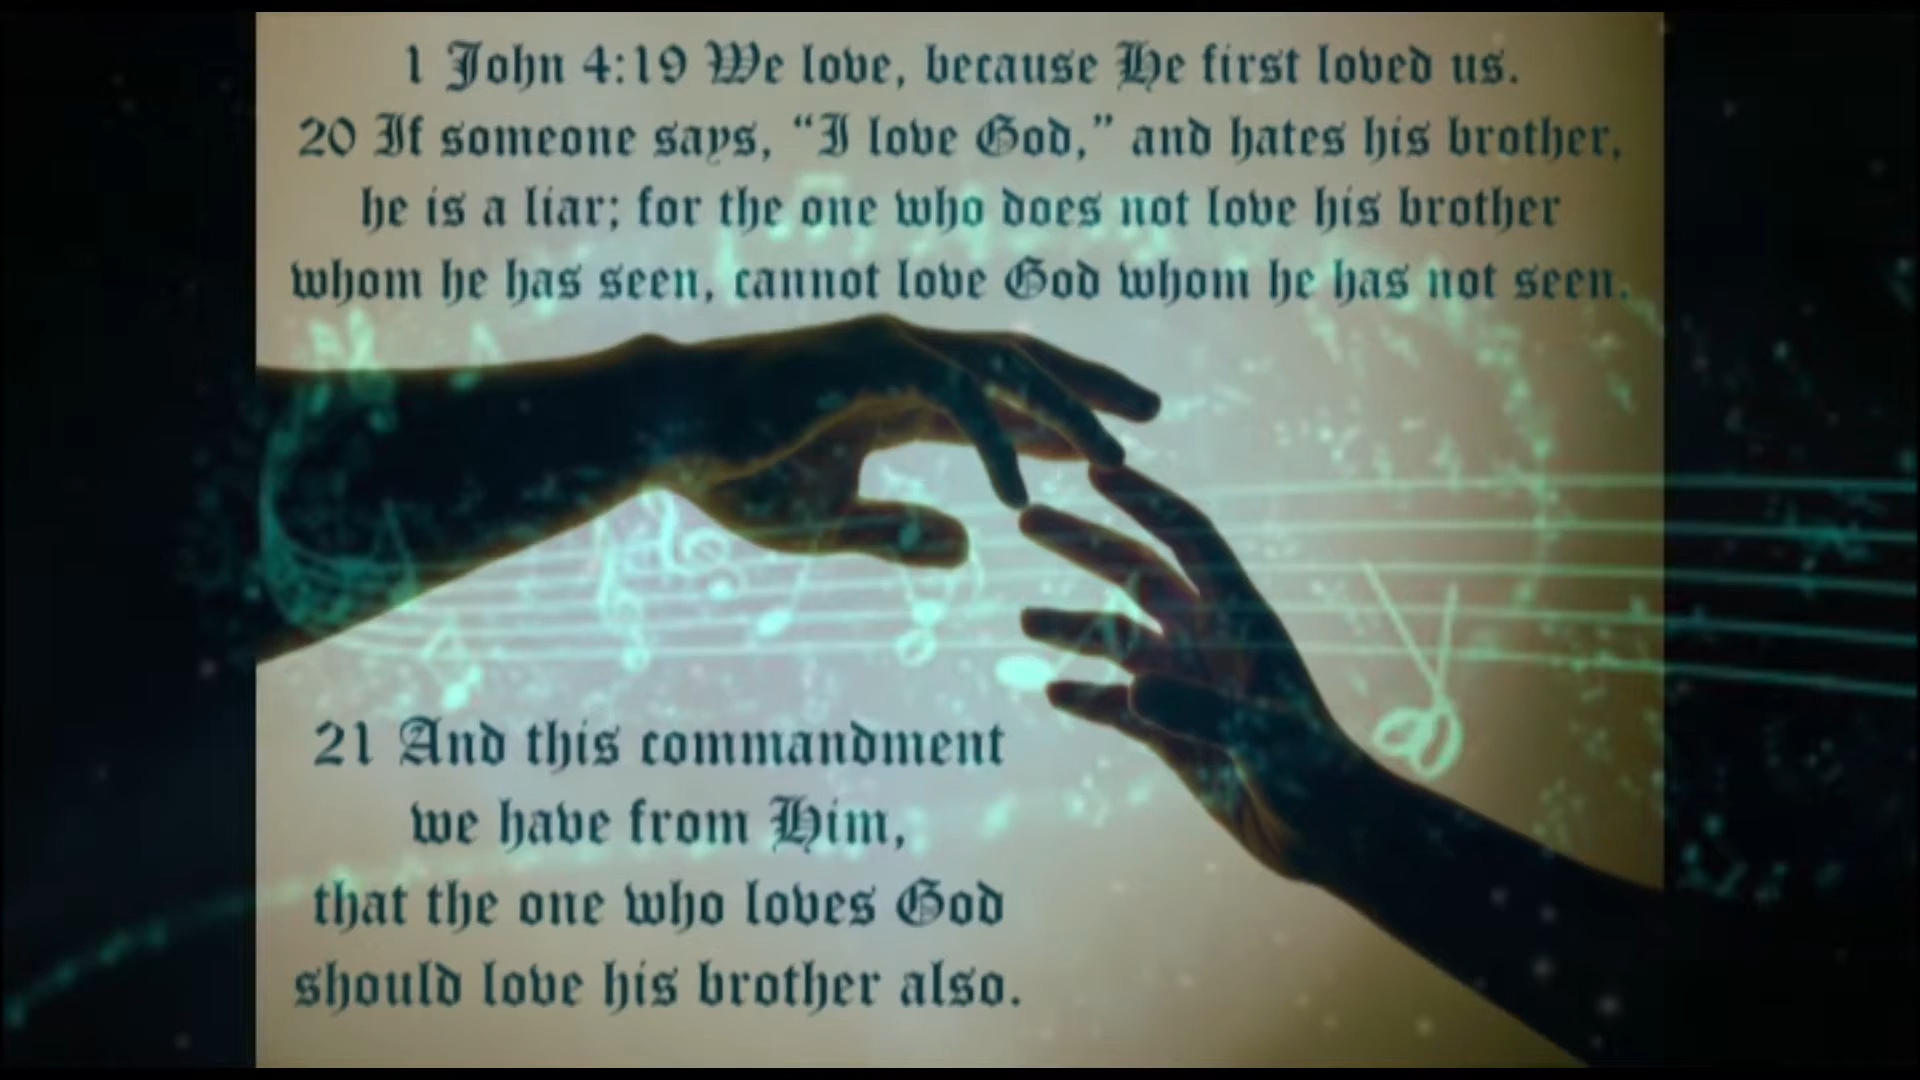 1 John 4:19 We love, because He first loved us.
20 If someone says, “I love God,” and hates his brother,
he is a liar; for the one who does not love his brother
whom he has seen, cannot love God whom he has not seen.
21 And this commandment
we have from Him,
that the one who loves God
should love his brother also.